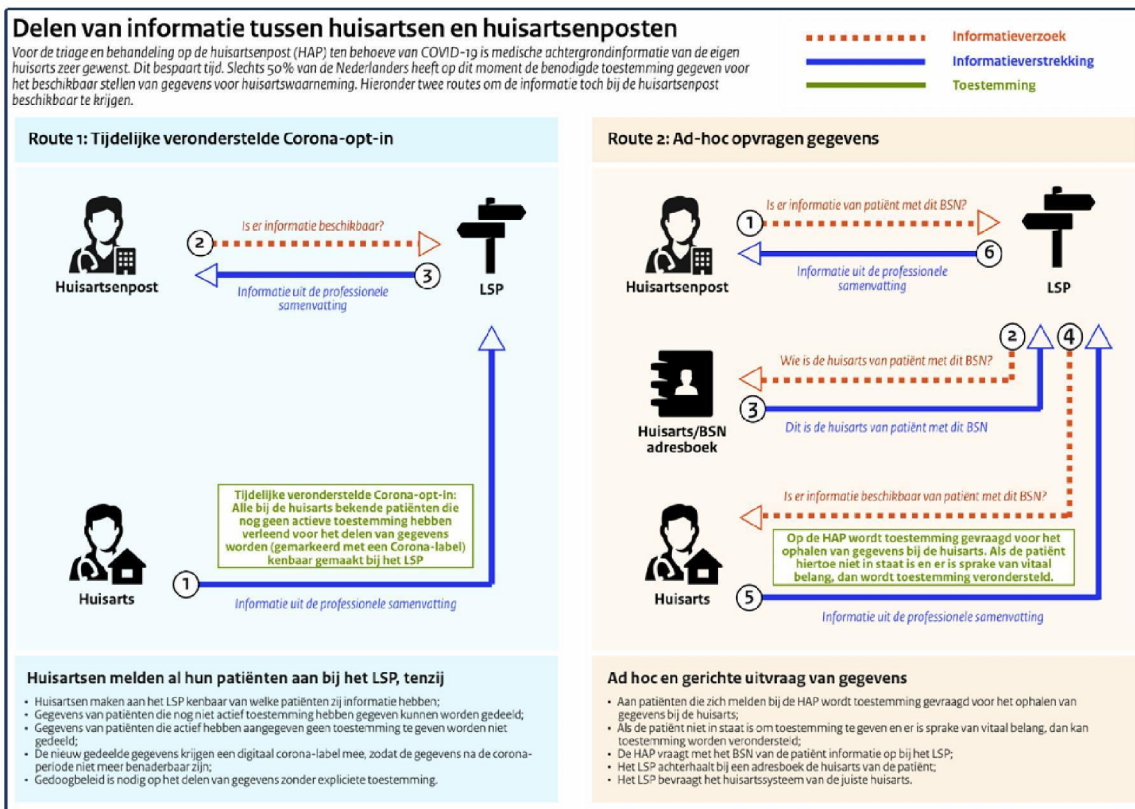 Delen van informatie tussen huisartsen en huisartsenposten
Voor de triage en behandeling op de huisartsenpost (HAP) ten behoeve van COVID-19 is medische achtergrondinformatie van de eigen
huisarts zeer gewenst. Dit bespaart tijd. Slechts 50% van de Nederlanders heeft op dit moment de benodigde toestemming gegeven voor
het beschikbaar stellen van gegevens voor huisartswaarneming. Hieronder twee routes om de informatie toch bij de huisartsenpost
beschikbaar te krijgen.
Informatieverzoek
Informatieverstrekking
Toestemming
Route 1: Tijdelijke veronderstelde Corona-opt-in
Is er informatie beschikbaar?
2
3
Huisartsenpost
Informatie uit de professionele
samenvatting
LSP
Tijdelijke veronderstelde Corona-opt-in:
Alle bij de huisarts bekende patiënten die
nog geen actieve toestemming hebben
verleend voor het delen van gegevens
worden (gemarkeerd met een Corona-label)
kenbaar gemaakt bij het LSP
1
Huisarts
Informatie uit de professionele samenvatting
Huisartsen melden al hun patiënten aan bij het LSP, tenzij
• Huisartsen maken aan het LSP kenbaar van welke patiënten zij informatie hebben;
• Gegevens van patiënten die nog niet actief toestemming hebben gegeven kunnen worden gedeeld;
• Gegevens van patiënten die actief hebben aangegeven geen toestemming te geven worden niet
gedeeld;
• De nieuw gedeelde gegevens krijgen een digitaal corona-label mee, zodat de gegevens na de corona-
periode niet meer benaderbaar zijn;
• Gedoogbeleid is nodig op het delen van gegevens zonder expliciete toestemming.
Route 2: Ad-hoc opvragen gegevens
Is er informatie van patiënt met dit BSN?
1
6
Huisartsenpost
Informatie uit de professionele
samenvatting
LSP
2
4
Wie is de huisarts van patiënt met dit BSN?
3
Huisarts/BSN
adresboek
Dit is de huisarts van patiënt met dit BSN
Is er informatie beschikbaar van patiënt met dit BSN?
Op de HAP wordt toestemming gevraagd voor het
ophalen van gegevens bij de huisarts. Als de patiënt
hiertoe niet in staat is en er is sprake van vitaal
belang, dan wordt toestemming verondersteld.
Huisarts
5
Informatie uit de professionele samenvatting
Ad hoc en gerichte uitvraag van gegevens
• Aan patiënten die zich melden bij de HAP wordt toestemming gevraagd voor het ophalen van
gegevens bij de huisarts;
• Als de patiënt niet in staat is om toestemming te geven en er is sprake van vitaal belang, dan kan
toestemming worden verondersteld;
• De HAP vraagt met het BSN van de patiënt informatie op bij het LSP;
• Het LSP achterhaalt bij een adresboek de huisarts van de patiënt;
• Het LSP bevraagt het huisartssysteem van de juiste huisarts.